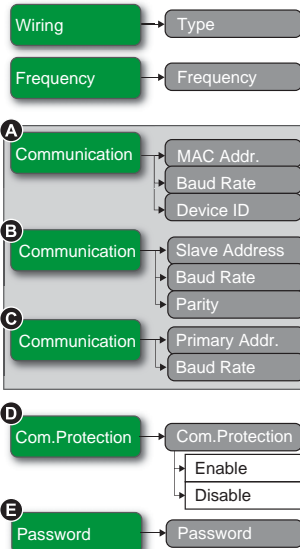 Wiring Type
Frequency Frequency
A
Communication MAC Addr.
Baud Rate
Device ID
B
Communication Slave Address
Baud Rate
Parity
C
Communication Primary Addr.
Baud Rate
D
Com.Protection Com.Protection
Enable
Disable
E
Password Password